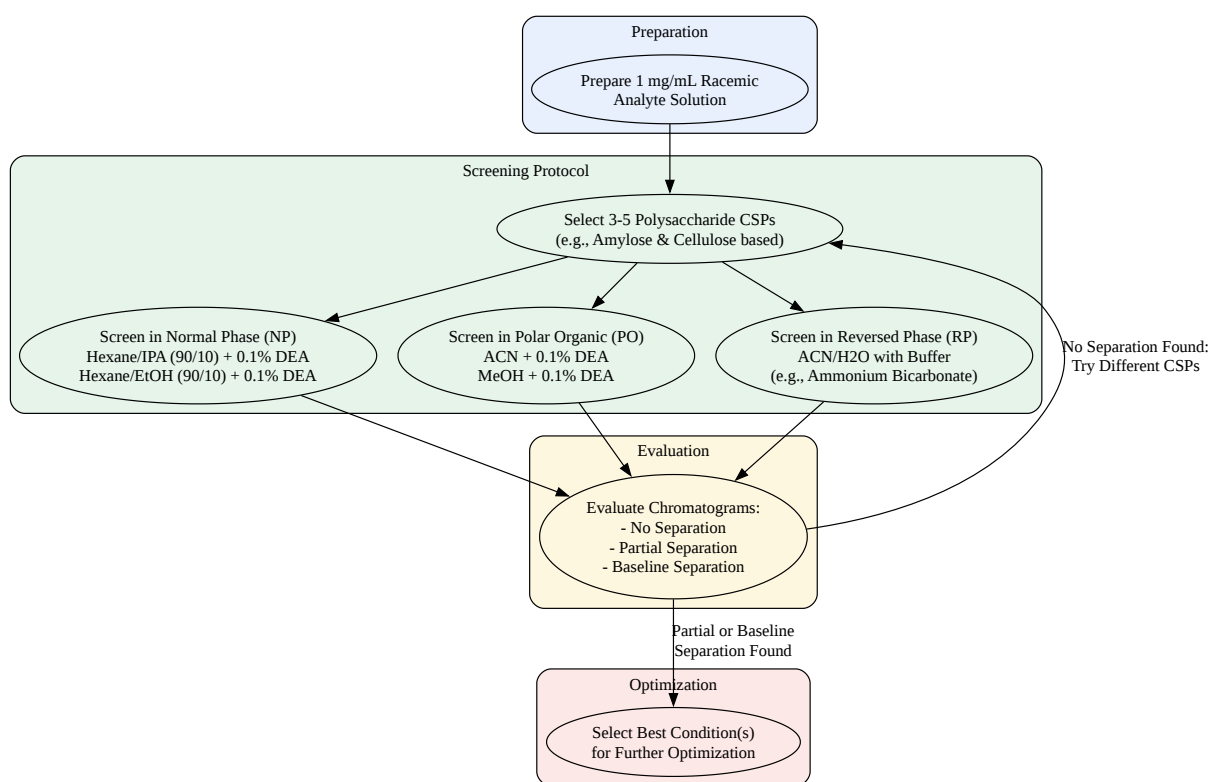 Preparation
Prepare 1 mg/mL Racemic
Analyte Solution
Screening Protocol
Select 3-5 Polysaccharide CSPs
(e.g., Amylose & Cellulose based)
Screen in Normal Phase (NP)
Hexane/IPA (90/10) + 0.1% DEA
Hexane/EtOH (90/10) + 0.1% DEA
Screen in Polar Organic (PO)
ACN + 0.1% DEA
MeOH + 0.1% DEA
Screen in Reversed Phase (RP)
ACN/H2O with Buffer
(e.g., Ammonium Bicarbonate)
No Separation Found:
Try Different CSPs
Evaluation
Evaluate Chromatograms:
- No Separation
- Partial Separation
- Baseline Separation
Partial or Baseline
Separation Found
Optimization
Select Best Condition(s)
for Further Optimization